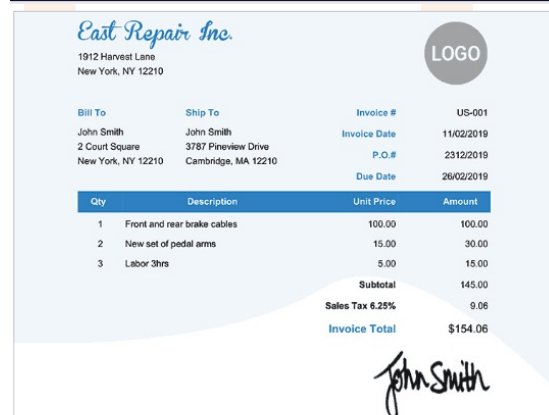 East Repair Inc.
1912 Harvest Lane
New York, NY 12210
LOGO
Bill To
John Smith
2 Court Square
New York, NY 12210
Ship To
John Smith
3787 Pineview Drive
Cambridge, MA 12210
Invoice # US-001
Invoice Date 11/02/2019
P.O.# 2312/2019
Due Date 26/02/2019
Qty Description Unit Price Amount
1 Front and rear brake cables 100.00 100.00
2 New set of pedal arms 15.00 30.00
3 Labor 3hrs 5.00 15.00
Subtotal 145.00
Sales Tax 6.25% 9.06
Invoice Total $154.06
John Smith